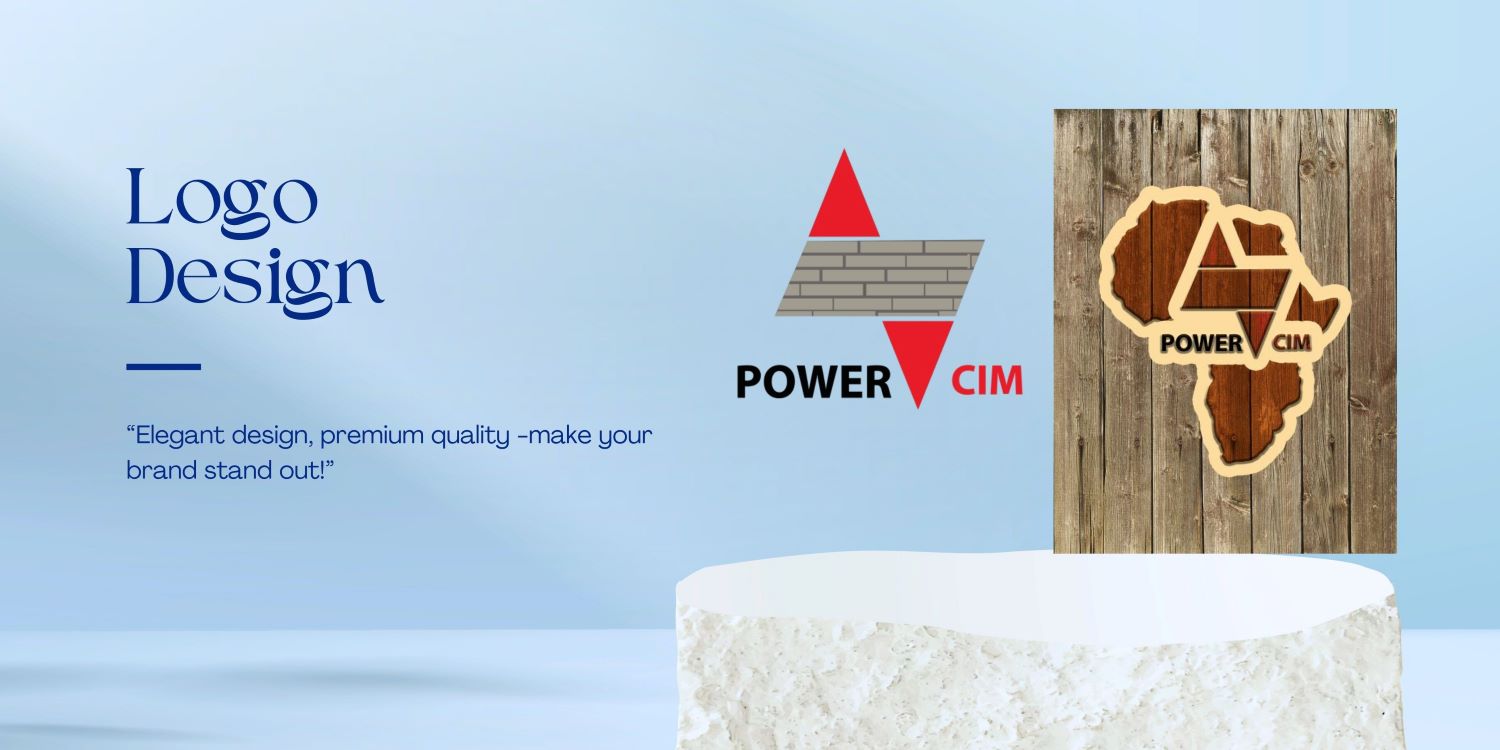 Logo
Design
“Elegant design, premium quality -make your
brand stand out!”
POWER CIM
POWER CIM